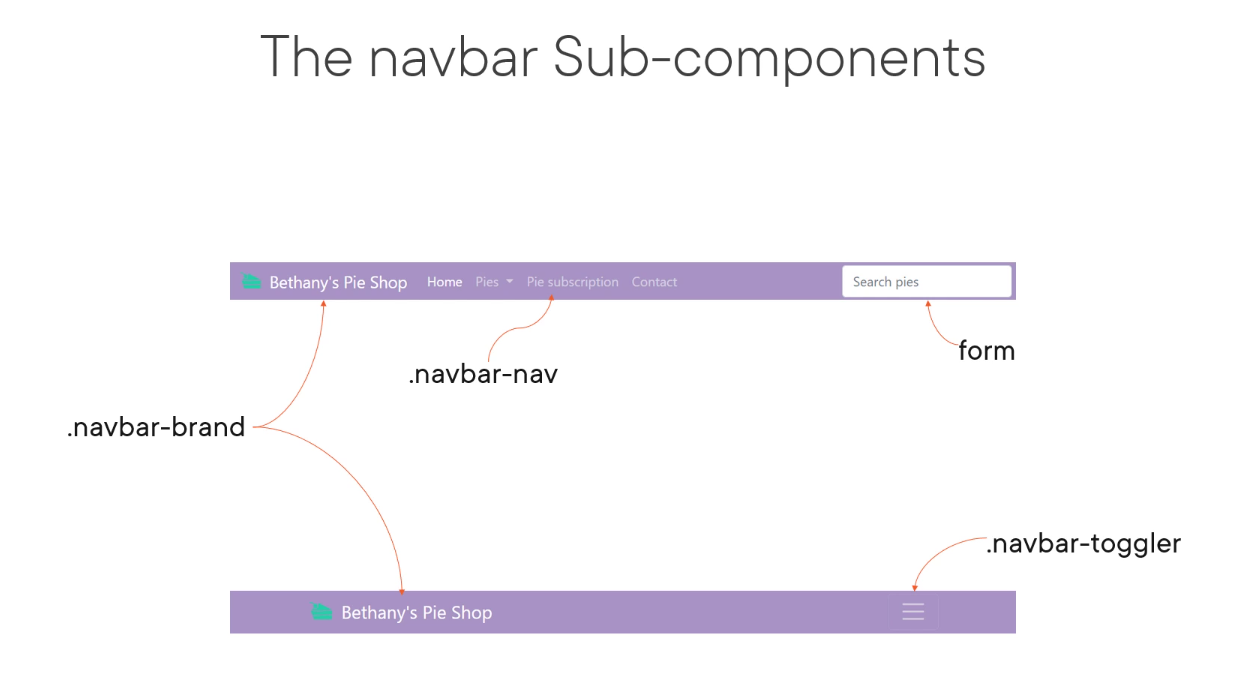 The navbar Sub-components
Bethany's Pie Shop Home Pies Pie subscription Contact Search pies
form
.navbar-nav
.navbar-brand
.navbar-toggler
Bethany's Pie Shop